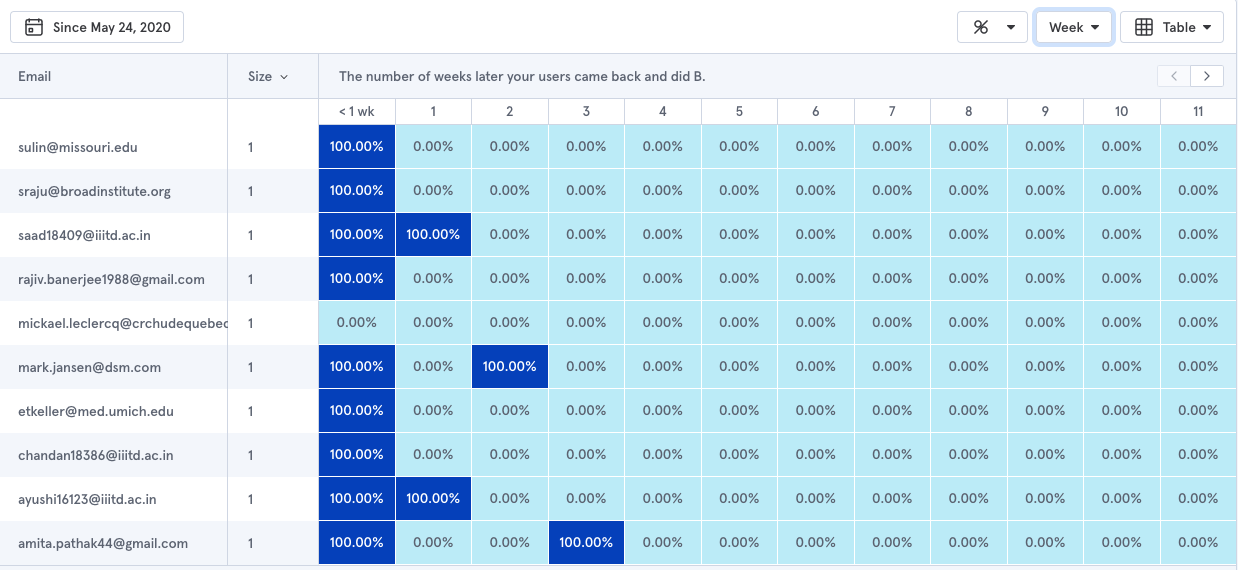 Since May 24, 2020 % Week Table
Email Size The number of weeks later your users came back and did B.
< 1 wk 1 2 3 4 5 6 7 8 9 10 11
sulin@missouri.edu 1 100.00% 0.00% 0.00% 0.00% 0.00% 0.00% 0.00% 0.00% 0.00% 0.00% 0.00% 0.00%
sraju@broadinstitute.org 1 100.00% 0.00% 0.00% 0.00% 0.00% 0.00% 0.00% 0.00% 0.00% 0.00% 0.00% 0.00%
saad18409@iiitd.ac.in 1 100.00% 100.00% 0.00% 0.00% 0.00% 0.00% 0.00% 0.00% 0.00% 0.00% 0.00% 0.00%
rajiv.banerjee1988@gmail.com 1 100.00% 0.00% 0.00% 0.00% 0.00% 0.00% 0.00% 0.00% 0.00% 0.00% 0.00% 0.00%
mickael.leclercq@crchudequebec 1 0.00% 0.00% 0.00% 0.00% 0.00% 0.00% 0.00% 0.00% 0.00% 0.00% 0.00% 0.00%
mark.jansen@dsm.com 1 100.00% 0.00% 100.00% 0.00% 0.00% 0.00% 0.00% 0.00% 0.00% 0.00% 0.00% 0.00%
etkeller@med.umich.edu 1 100.00% 0.00% 0.00% 0.00% 0.00% 0.00% 0.00% 0.00% 0.00% 0.00% 0.00% 0.00%
chandan18386@iiitd.ac.in 1 100.00% 0.00% 0.00% 0.00% 0.00% 0.00% 0.00% 0.00% 0.00% 0.00% 0.00% 0.00%
ayushi16123@iiitd.ac.in 1 100.00% 100.00% 0.00% 0.00% 0.00% 0.00% 0.00% 0.00% 0.00% 0.00% 0.00% 0.00%
amita.pathak44@gmail.com 1 100.00% 0.00% 0.00% 100.00% 0.00% 0.00% 0.00% 0.00% 0.00% 0.00% 0.00% 0.00%